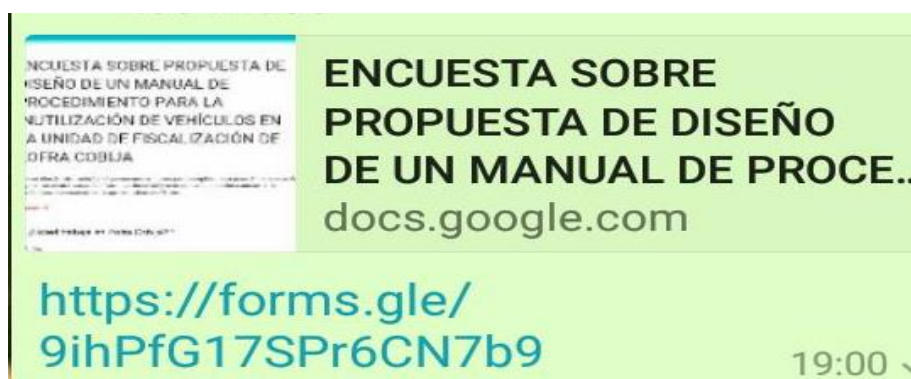 NCUESTA SOBRE PROPUESTA DE
ISEÑO DE UN MANUAL DE
ROCEDIMIENTO PARA LA
NUTILIZACIÓN DE VEHÍCULOS EN
A UNIDAD DE FISCALIZACIÓN DE
OFRA COBIJA
ENCUESTA SOBRE
PROPUESTA DE DISEÑO
DE UN MANUAL DE PROCE..
docs.google.com
https://forms.gle/
9ihPfG17SPr6CN7b9
19:00